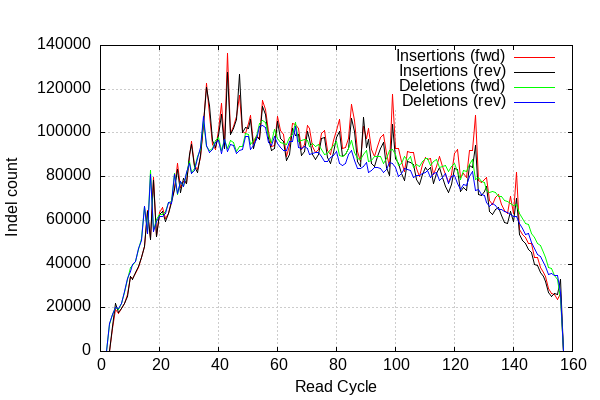 140000
120000
100000
80000
60000
40000
20000
0
Indel count
Insertions (fwd)
Insertions (rev)
Deletions (fwd)
Deletions (rev)
0 20 40 60 80 100 120 140 160
Read Cycle